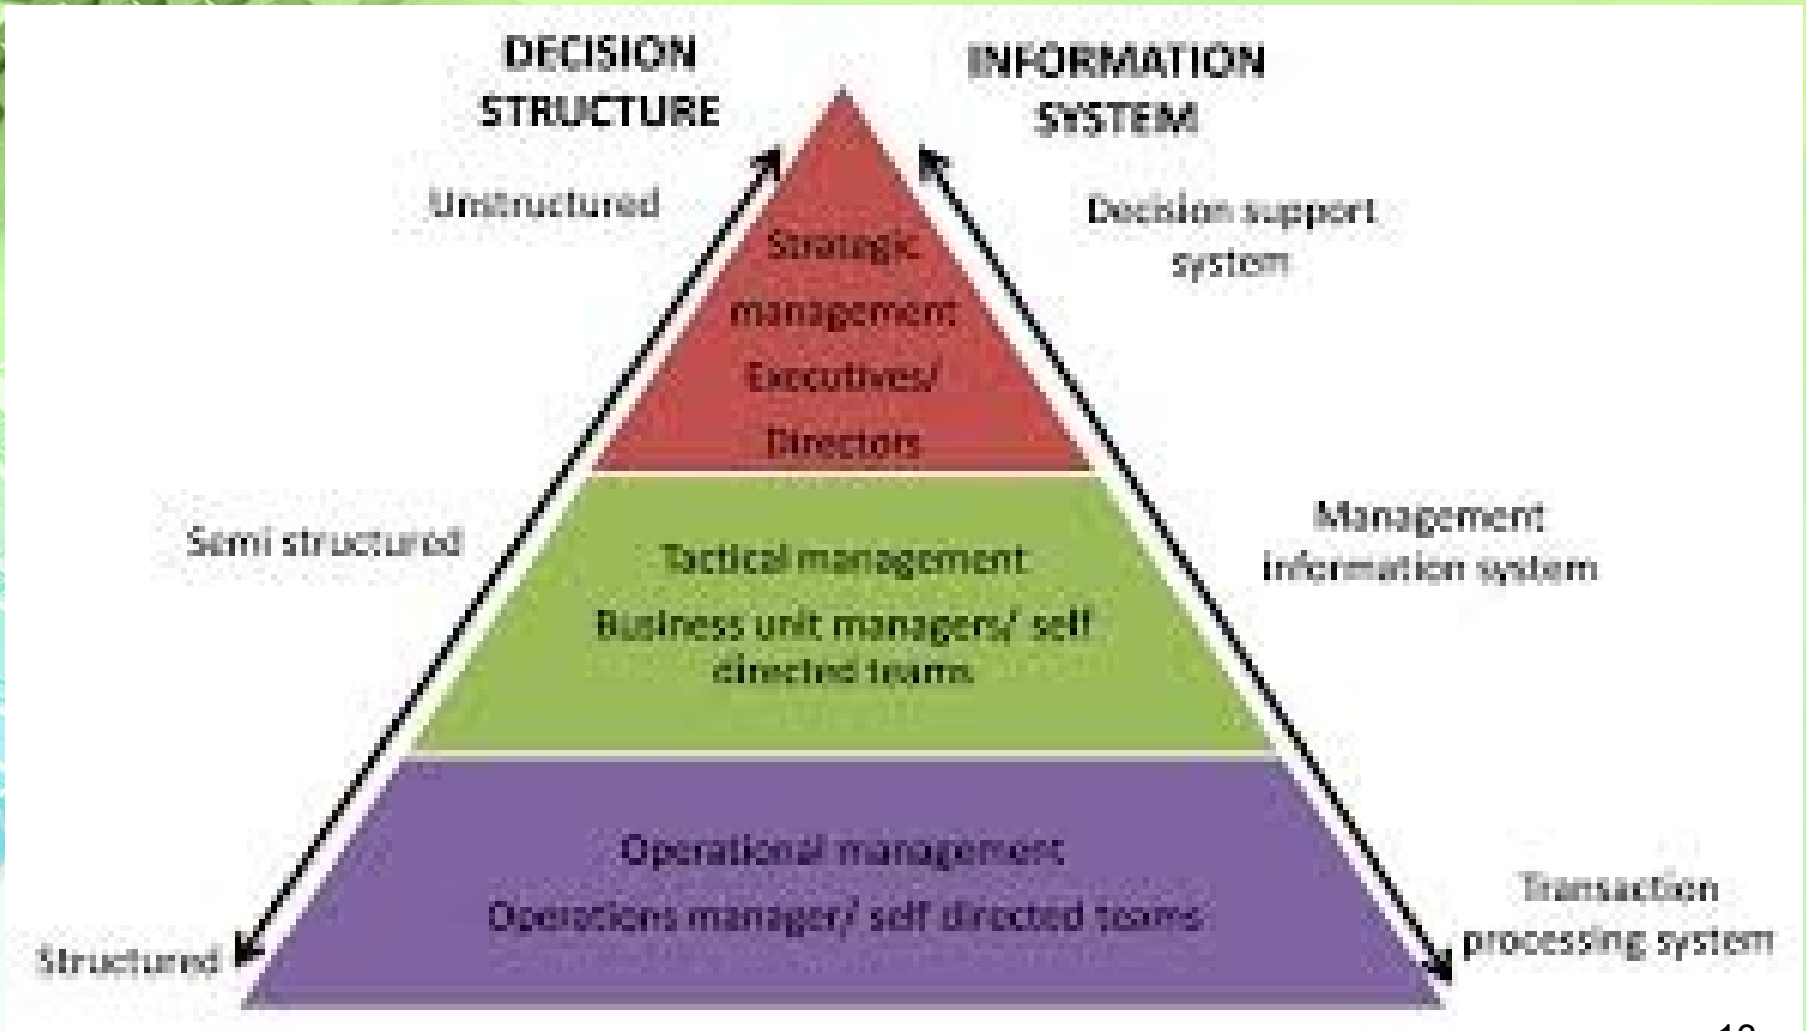 DECISION
STRUCTURE
INFORMATION
SYSTEM
Unstructured
Decision support
system
Strategic
management
Executives/
Directors
Semi structured
Management
information system
Tactical management
Business unit managers/ self
directed teams
Operational management
Operations manager/ self directed teams
Structured
Transaction
processing system